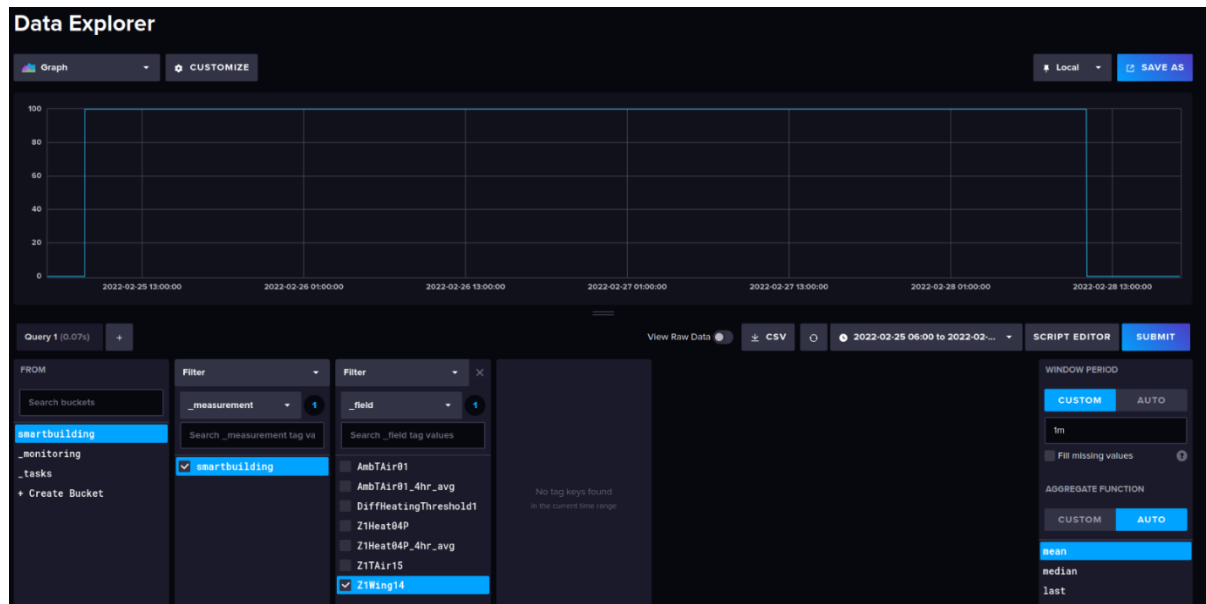 Data Explorer
Graph
CUSTOMIZE
Local
SAVE AS
100
80
60
40
20
0
2022-02-25 13:00:00
2022-02-26 01:00:00
2022-02-26 13:00:00
2022-02-27 01:00:00
2022-02-27 13:00:00
2022-02-28 01:00:00
2022-02-28 13:00:00
Query 1 (0.07s)
+
View Raw Data
CSV
2022-02-25 06:00 to 2022-02-...
SCRIPT EDITOR
SUBMIT
FROM
Search buckets
smartbuilding
_monitoring
_tasks
+ Create Bucket
Filter
_measurement
1
Search _measurement tag va
smartbuilding
Filter
_field
1
Search _field tag values
AmbTAir01
AmbTAir01_4hr_avg
DiffHeatingThreshold1
Z1Heat04P
Z1Heat04P_4hr_avg
Z1TAir15
Z1Wing14
No tag keys found
in the current time range
WINDOW PERIOD
CUSTOM
AUTO
1m
Fill missing values
AGGREGATE FUNCTION
CUSTOM
AUTO
mean
median
last